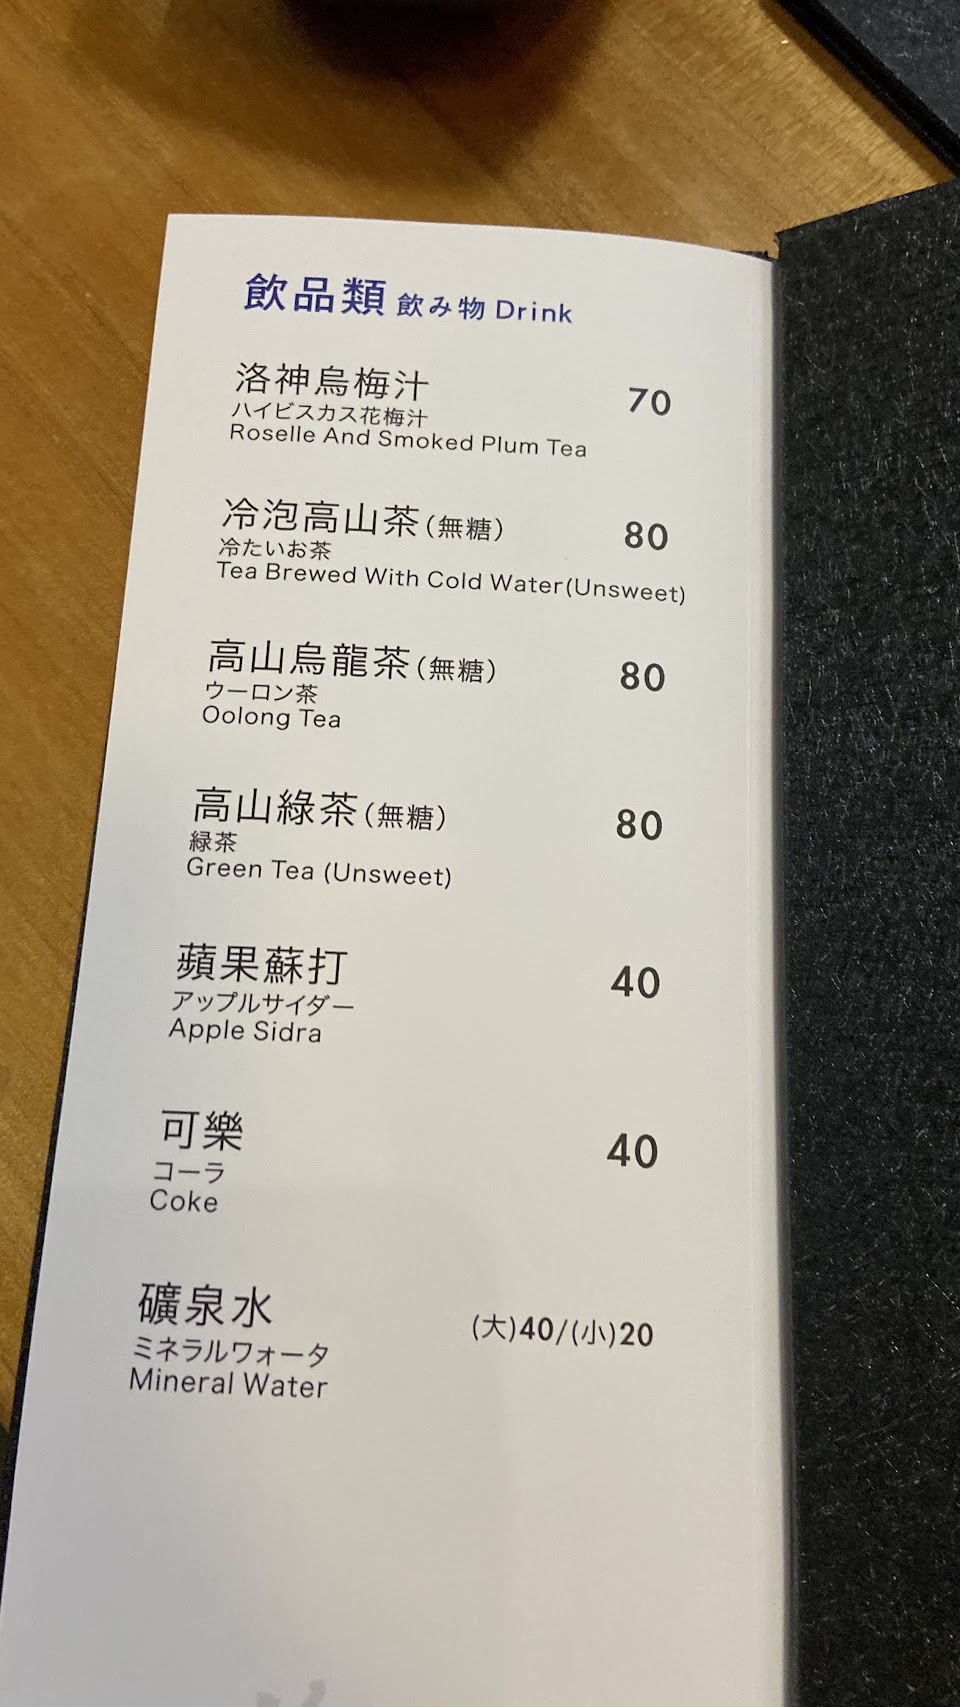 飲品類 飲み物 Drink
洛神烏梅汁 70
ハイビスカス花梅汁
Roselle And Smoked Plum Tea
冷泡高山茶(無糖) 80
冷たいお茶
Tea Brewed With Cold Water(Unsweet)
高山烏龍茶(無糖) 80
ウーロン茶
Oolong Tea
高山綠茶(無糖) 80
緑茶
Green Tea (Unsweet)
蘋果蘇打 40
アップルサイダー
Apple Sidra
可樂 40
コーラ
Coke
礦泉水 (大)40/(小)20
ミネラルウォータ
Mineral Water